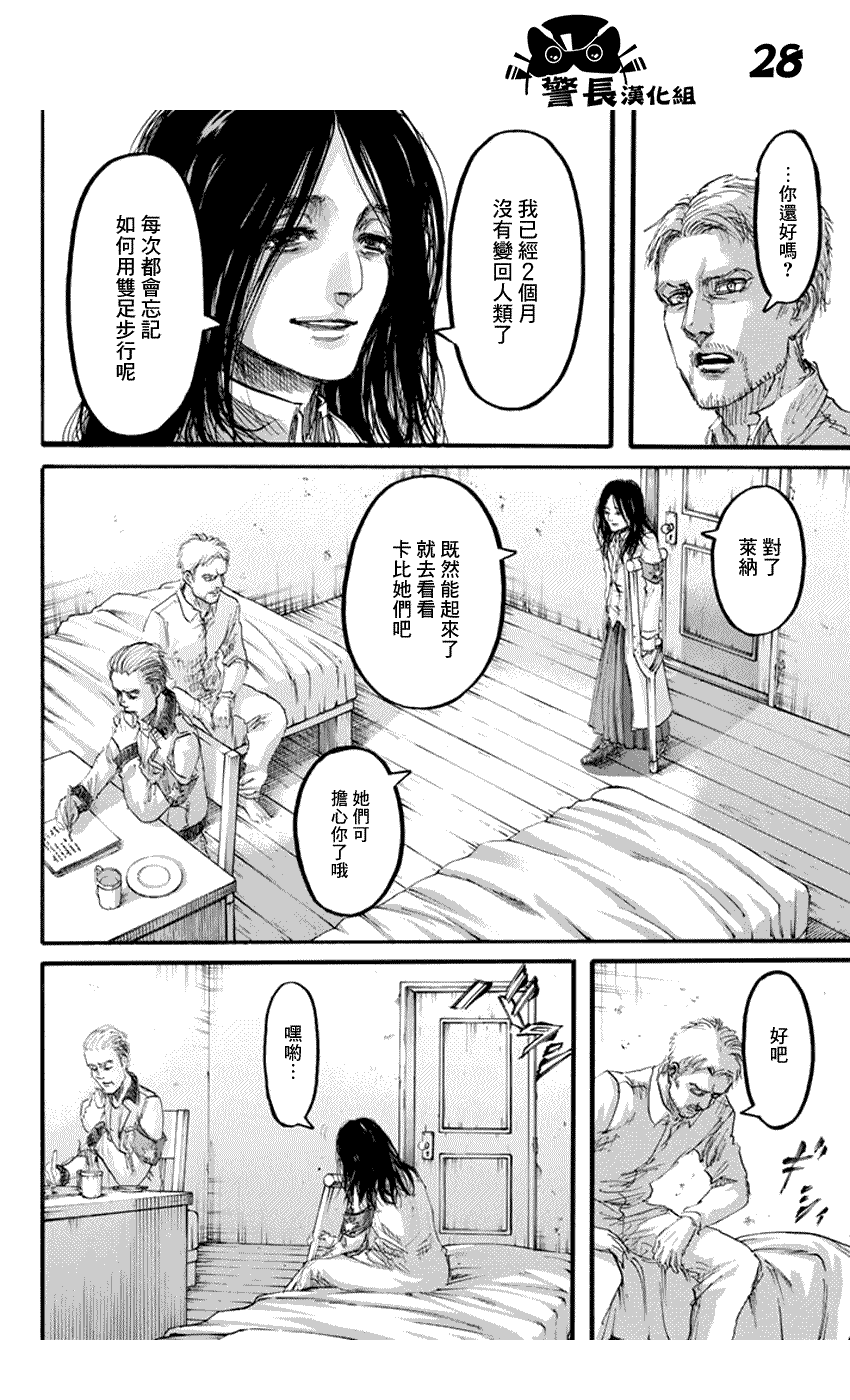 警長漢化組
28
…你還好嗎?
我已經2個月
沒有變回人類了
每次都會忘記
如何用雙足步行呢
對了
萊納
既然能起來了
就去看看
卡比她們吧
她們可
擔心你了哦
好吧
ギシッ
嘿喲…